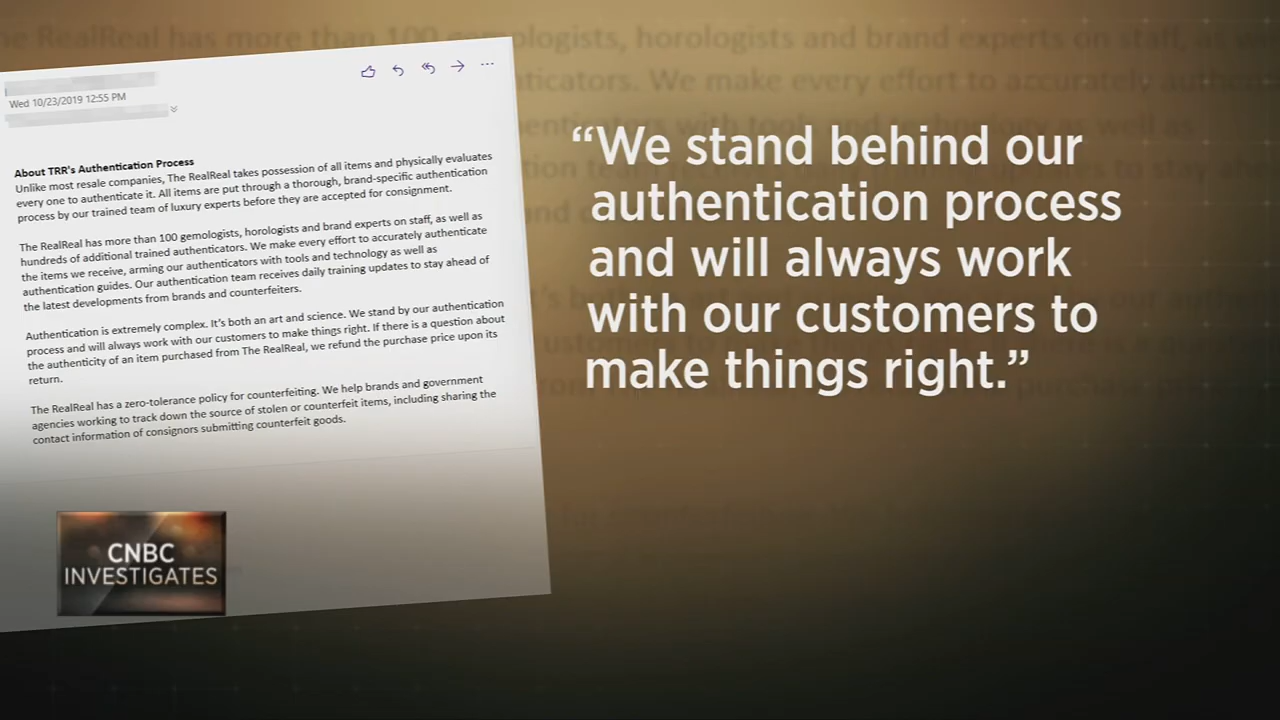 Wed 10/23/2019 12:55 PM
About TRR's Authentication Process
Unlike most resale companies, The RealReal takes possession of all items and physically evaluates
every one to authenticate it. All items are put through a thorough, brand-specific authentication
process by our trained team of luxury experts before they are accepted for consignment.
The RealReal has more than 100 gemologists, horologists and brand experts on staff, as well as
hundreds of additional trained authenticators. We make every effort to accurately authenticate
the items we receive, arming our authenticators with tools and technology as well as
authentication guides. Our authentication team receives daily training updates to stay ahead of
the latest developments from brands and counterfeiters.
Authentication is extremely complex. It's both an art and science. We stand by our authentication
process and will always work with our customers to make things right. If there is a question about
the authenticity of an item purchased from The RealReal, we refund the purchase price upon its
return.
The RealReal has a zero-tolerance policy for counterfeiting. We help brands and government
agencies working to track down the source of stolen or counterfeit items, including sharing the
contact information of consignors submitting counterfeit goods.
“We stand behind our
authentication process
and will always work
with our customers to
make things right.”
CNBC
INVESTIGATES